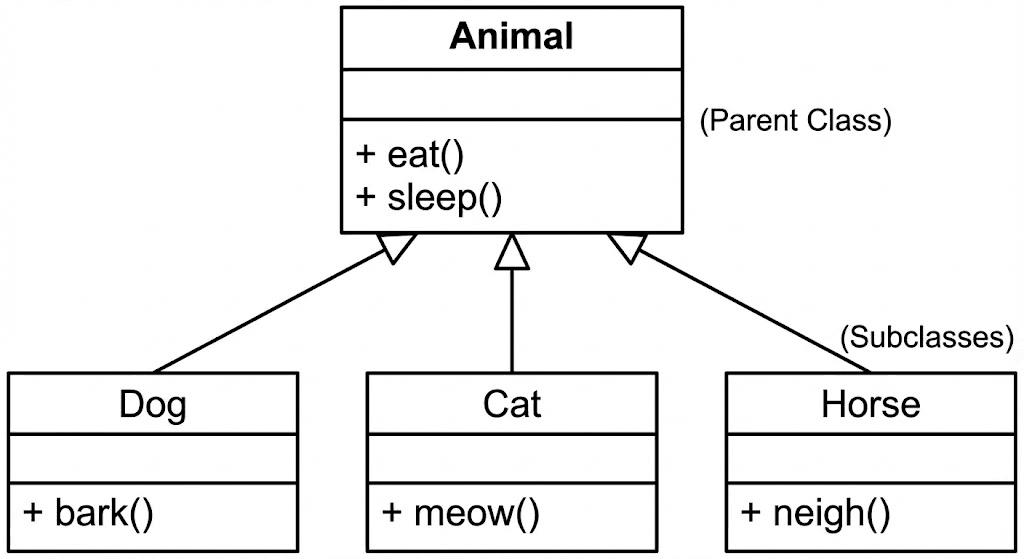 Animal
(Parent Class)
+ eat()
+ sleep()
(Subclasses)
Dog
+ bark()
Cat
+ meow()
Horse
+ neigh()